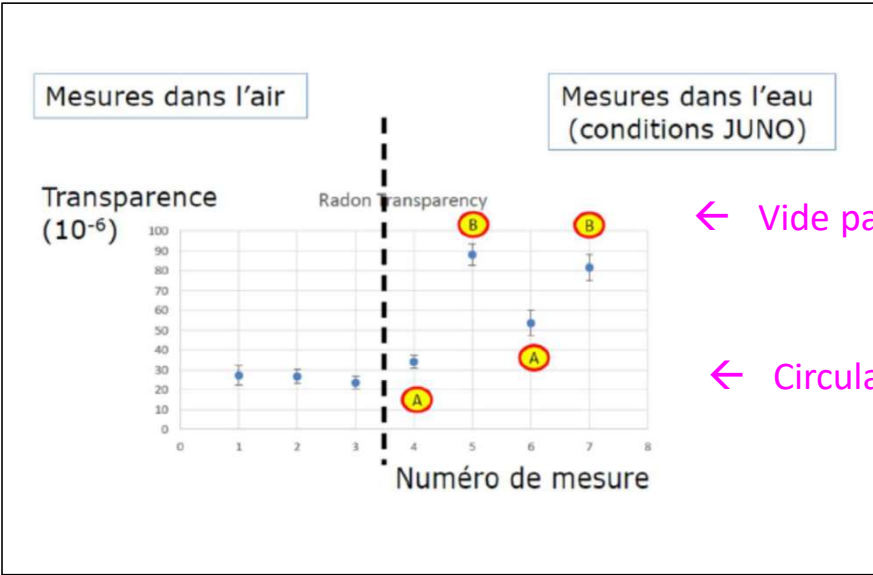 Mesures dans l'air
Mesures dans l'eau
(conditions JUNO)
Transparence
(10⁻⁶)
Radon Transparency
← Vide
← 
100
90
80
70
60
50
40
30
20
10
0
B
B
A
A
0 1 2 3 4 5 6 7 8
Numéro de mesure